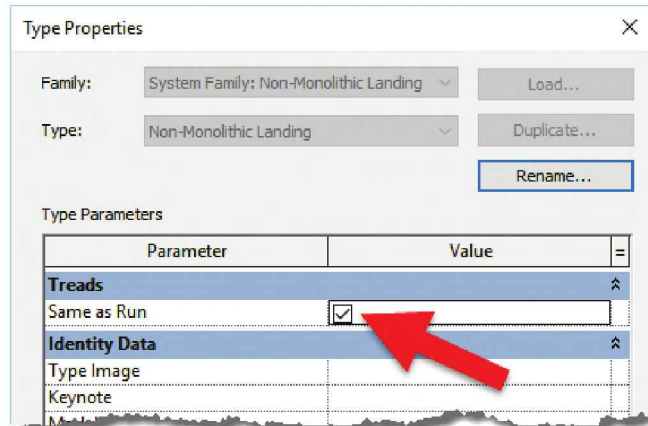 Type Properties
Family: System Family: Non-Monolithic Landing Load...
Type: Non-Monolithic Landing Duplicate...
Rename...
Type Parameters
Parameter Value =
Treads
Same as Run
Identity Data
Type Image
Keynote